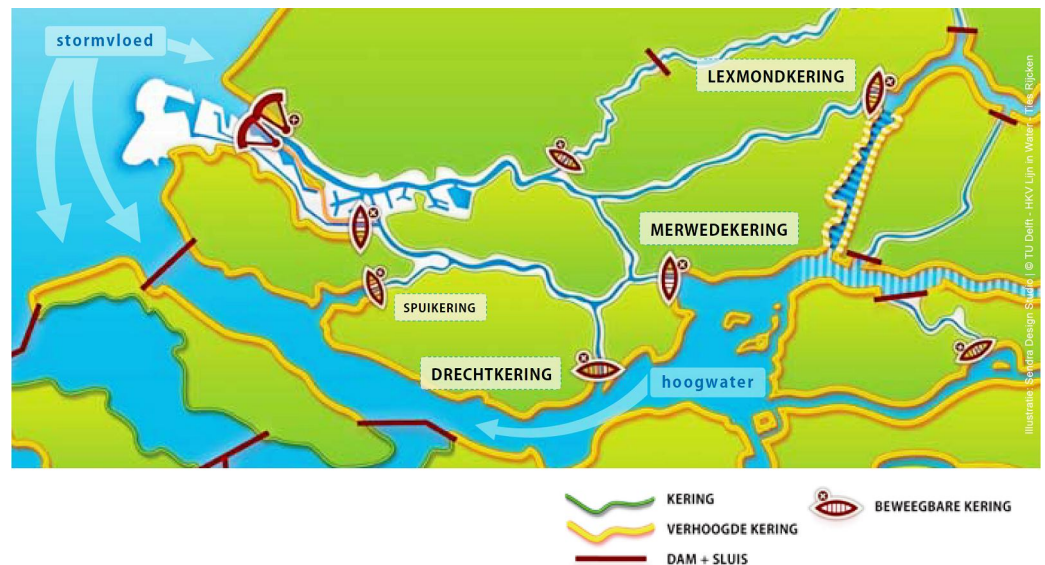 stormvloed
LEXMONDKERING
MERWEDEKERING
SPUIKERING
DRECHTKERING
hoogwater
Illustratie: Sendra Design Studio | © TU Delft - HKV Lijn in Water - Ties Rijcken
KERING
VERHOOGDE KERING
DAM + SLUIS
BEWEEGBARE KERING